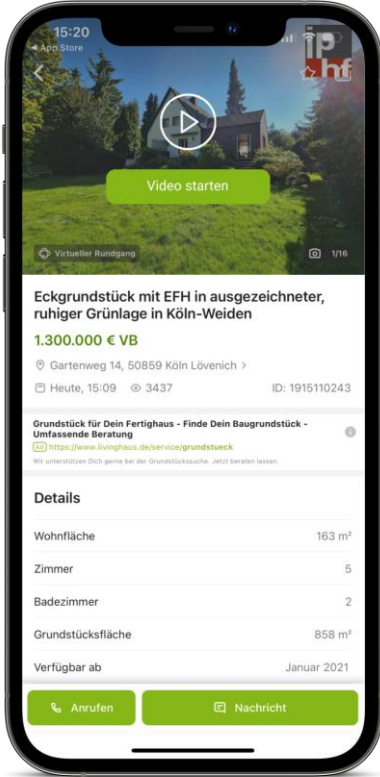 15:20
App Store
ip
hf
Video starten
Virtueller Rundgang
1/16
Eckgrundstück mit EFH in ausgezeichneter,
ruhiger Grünlage in Köln-Weiden
1.300.000 € VB
Gartenweg 14, 50859 Köln Lövenich
Heute, 15:09 3437 ID: 1915110243
Grundstück für Dein Fertighaus - Finde Dein Baugrundstück -
Umfassende Beratung
Ad https://www.livinghaus.de/service/grundstueck
Wir unterstützen Dich gerne bei der Grundstückssuche. Jetzt beraten lassen.
Details
Wohnfläche 163 m²
Zimmer 5
Badezimmer 2
Grundstücksfläche 858 m²
Verfügbar ab Januar 2021
Anrufen
Nachricht